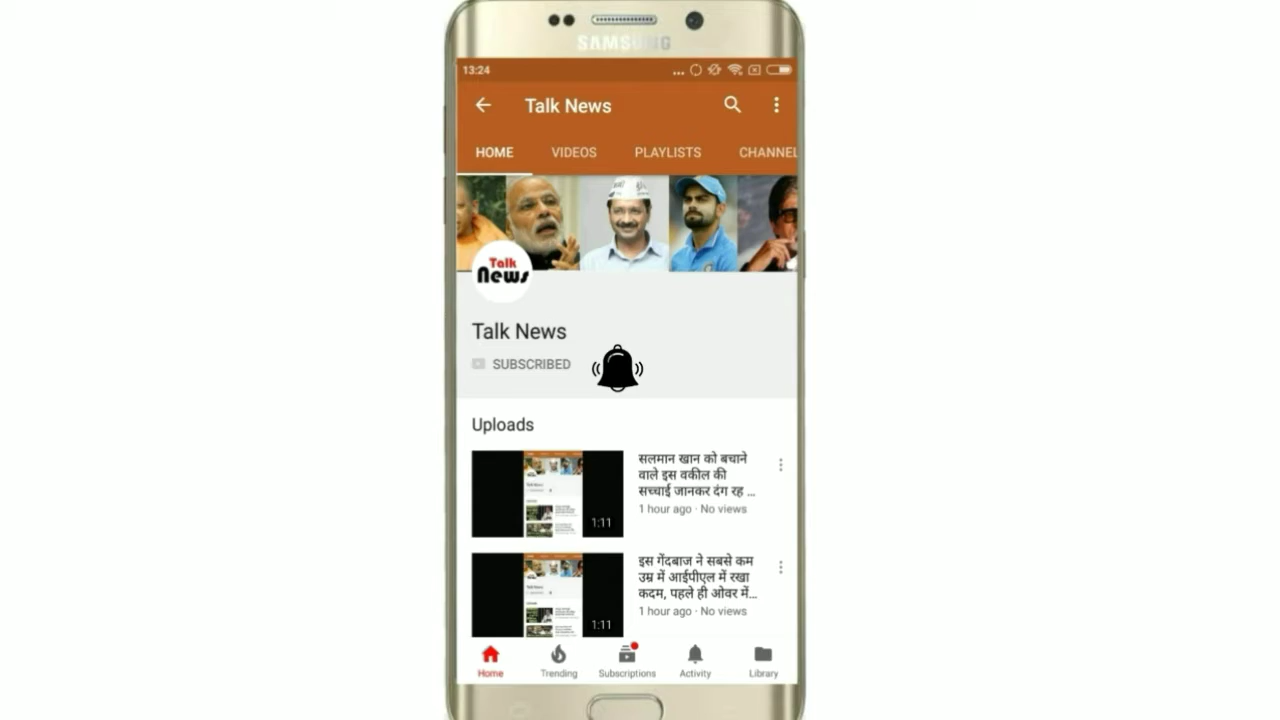 SAMSUNG
13:24
Talk News
HOME VIDEOS PLAYLISTS CHANNEL
Talk
News
Talk News
SUBSCRIBED
Uploads
सलमान खान को बचाने
वाले इस वकील की
सच्चाई जानकर दंग रह ...
1 hour ago · No views
1:11
इस गेंदबाज ने सबसे कम
उम्र में आईपीएल में रखा
कदम, पहले ही ओवर में...
1 hour ago · No views
1:11
Home Trending Subscriptions Activity Library